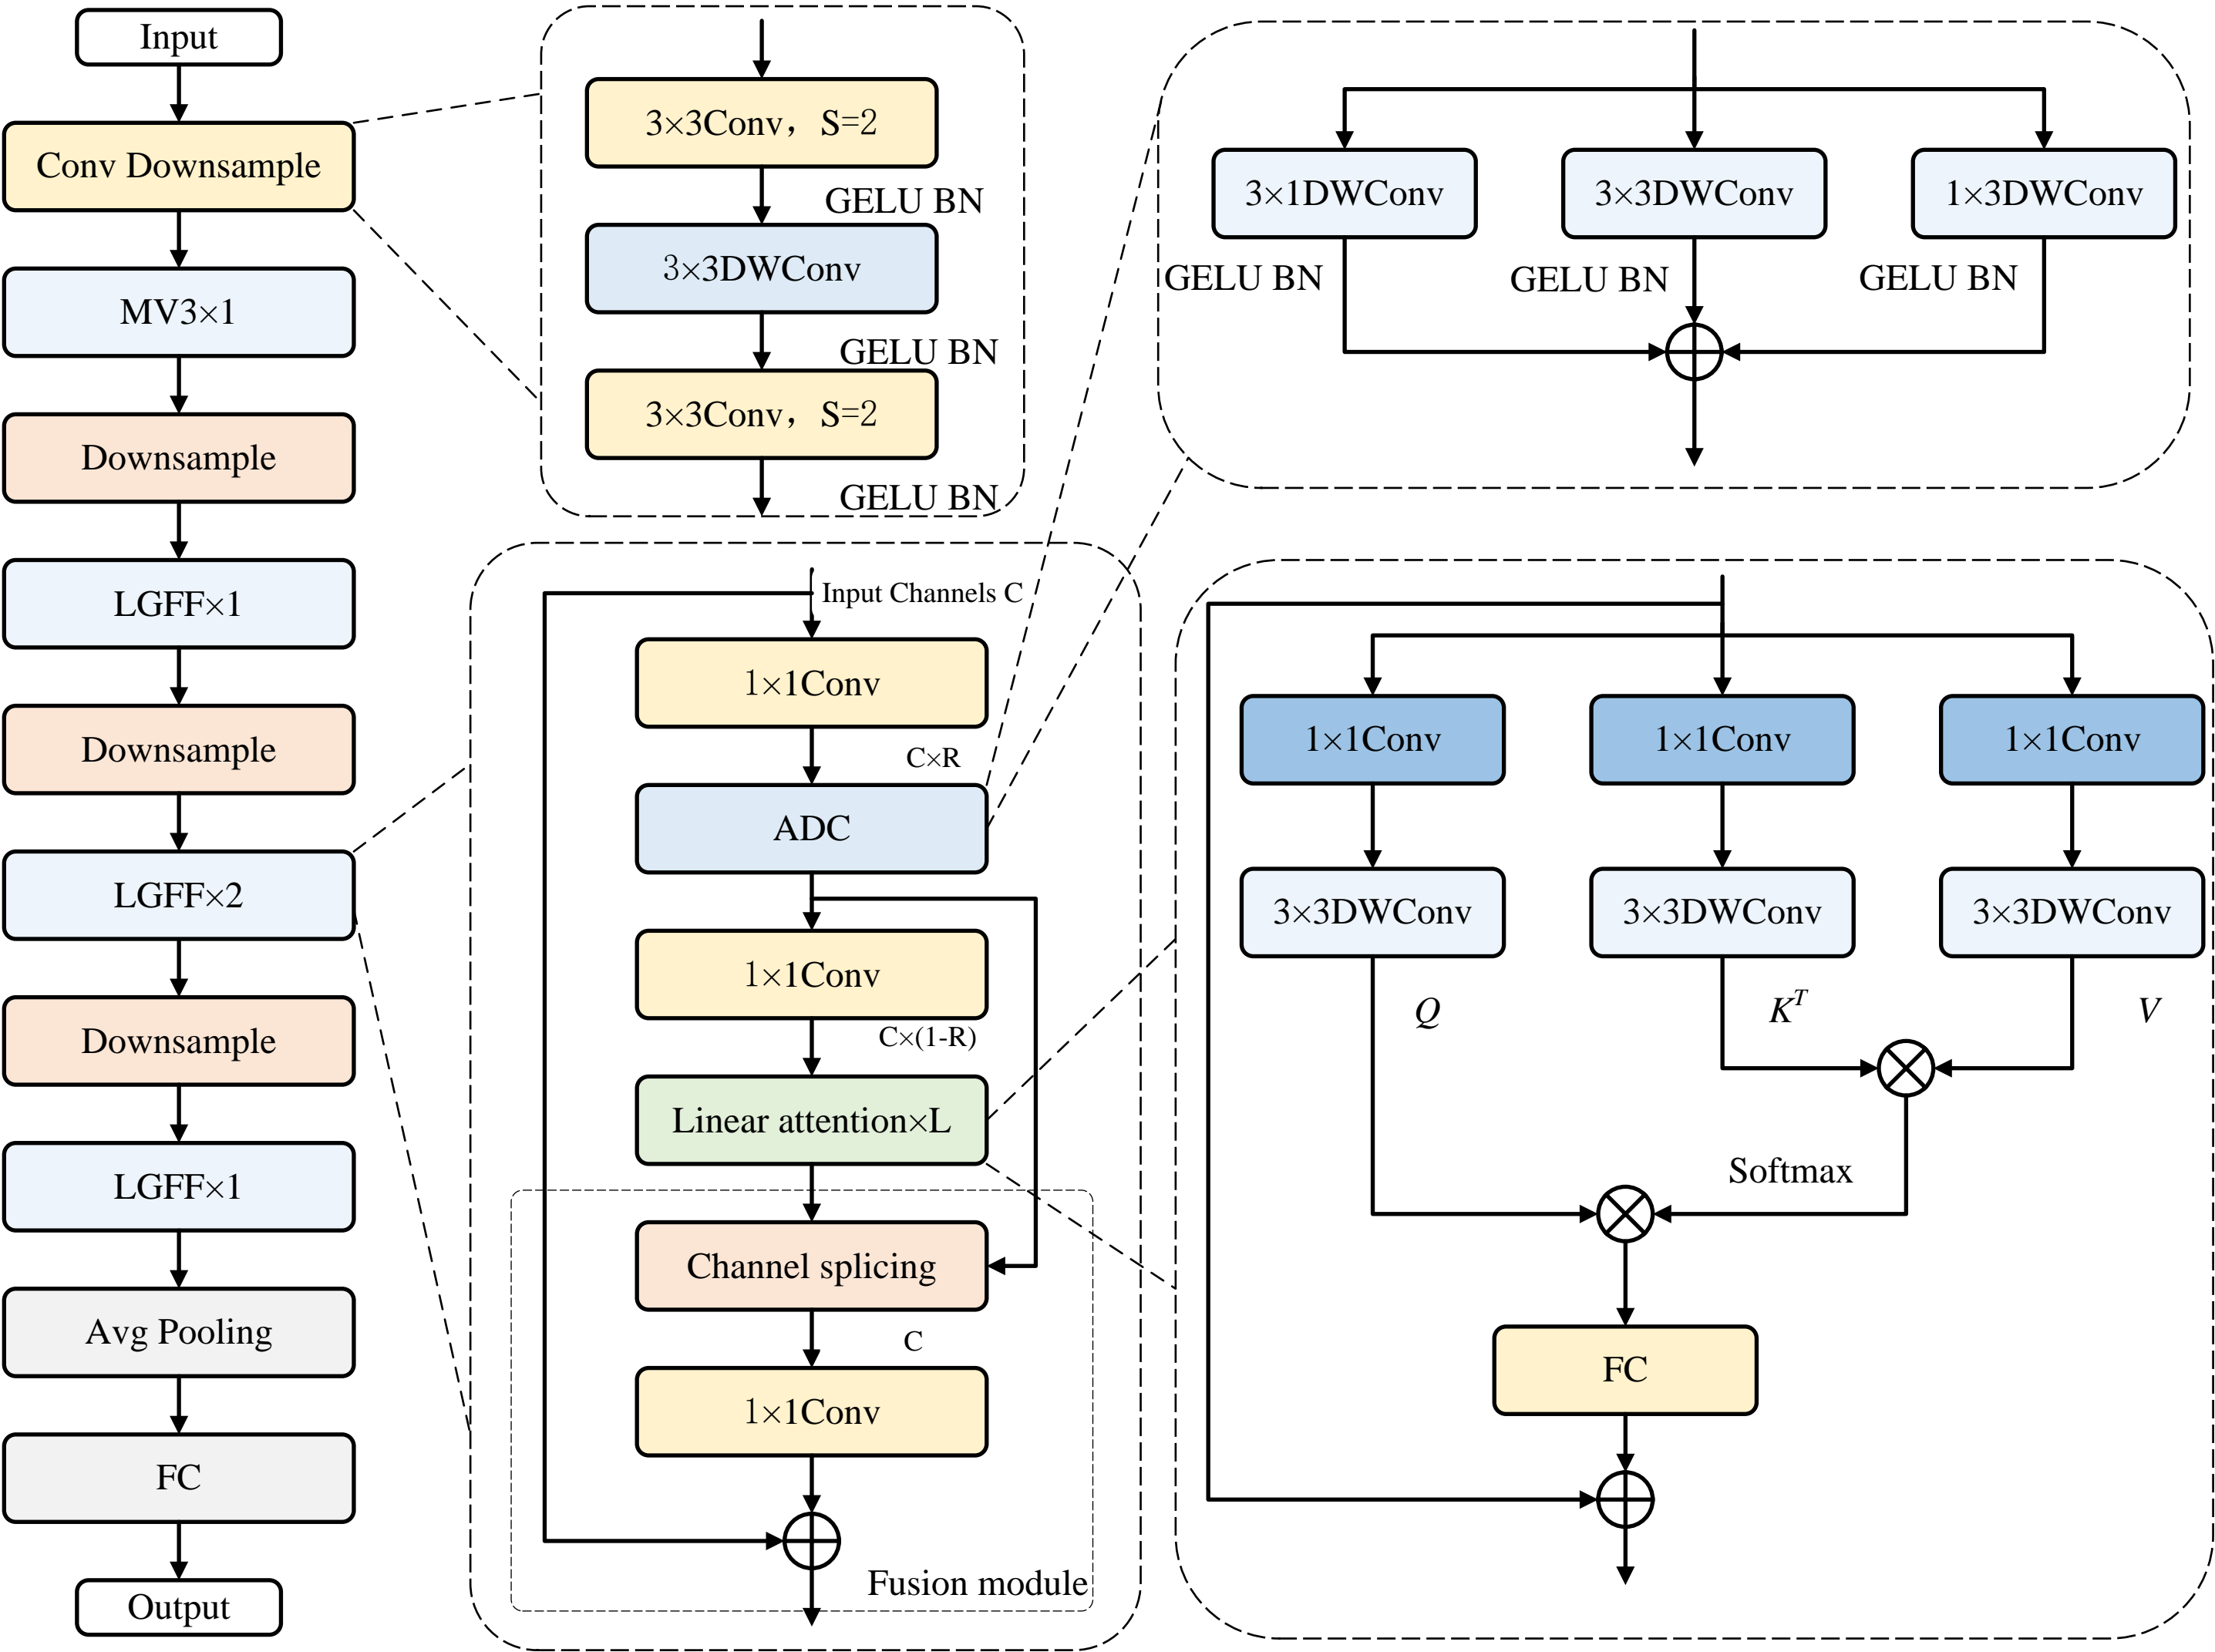 Input
Conv Downsample
MV3×1
Downsample
LGFF×1
Downsample
LGFF×2
Downsample
LGFF×1
Avg Pooling
FC
Output
3×3Conv，S=2
GELU BN
3×3DWConv
GELU BN
3×3Conv，S=2
GELU BN
3×1DWConv
3×3DWConv
1×3DWConv
GELU BN
GELU BN
GELU BN
Input Channels C
1×1Conv
C×R
ADC
1×1Conv
C×(1-R)
Linear attention×L
Channel splicing
C
1×1Conv
Fusion module
1×1Conv
1×1Conv
1×1Conv
3×3DWConv
3×3DWConv
3×3DWConv
Q
K^T
V
Softmax
FC